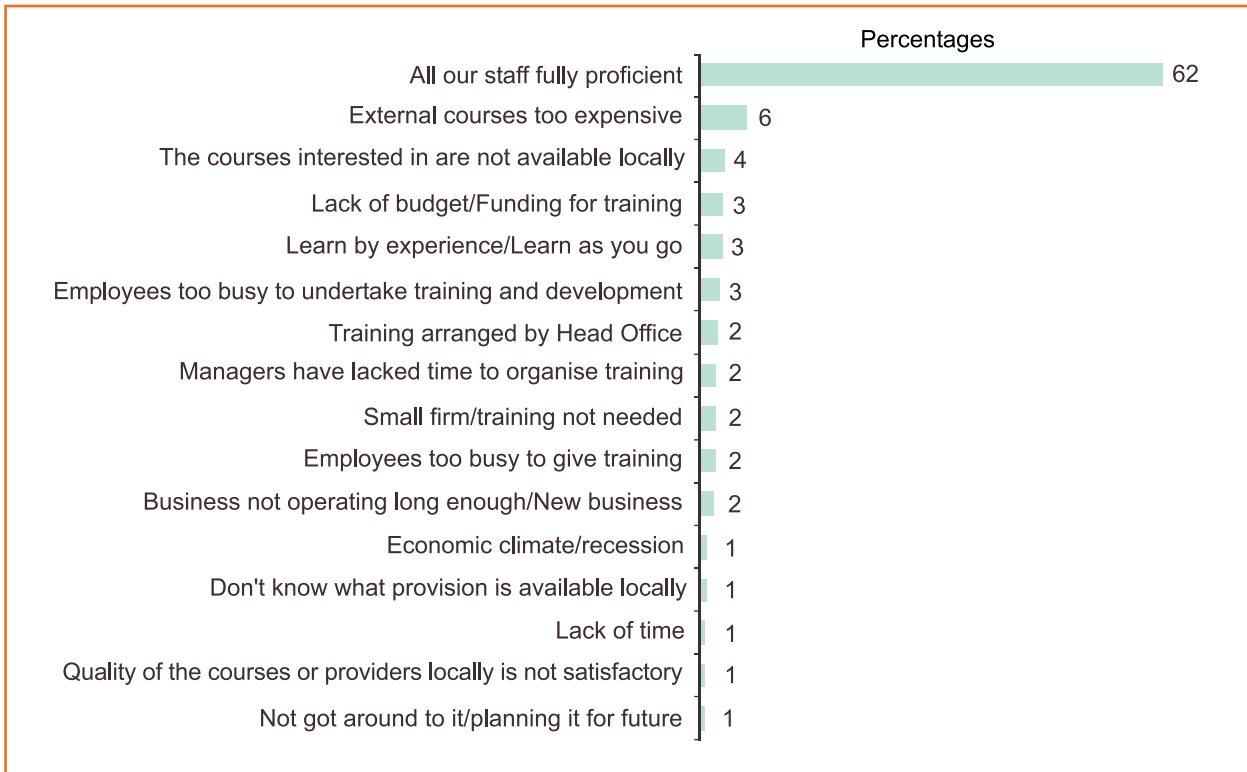 Percentages
All our staff fully proficient 62
External courses too expensive 6
The courses interested in are not available locally 4
Lack of budget/Funding for training 3
Learn by experience/Learn as you go 3
Employees too busy to undertake training and development 3
Training arranged by Head Office 2
Managers have lacked time to organise training 2
Small firm/training not needed 2
Employees too busy to give training 2
Business not operating long enough/New business 2
Economic climate/recession 1
Don't know what provision is available locally 1
Lack of time 1
Quality of the courses or providers locally is not satisfactory 1
Not got around to it/planning it for future 1